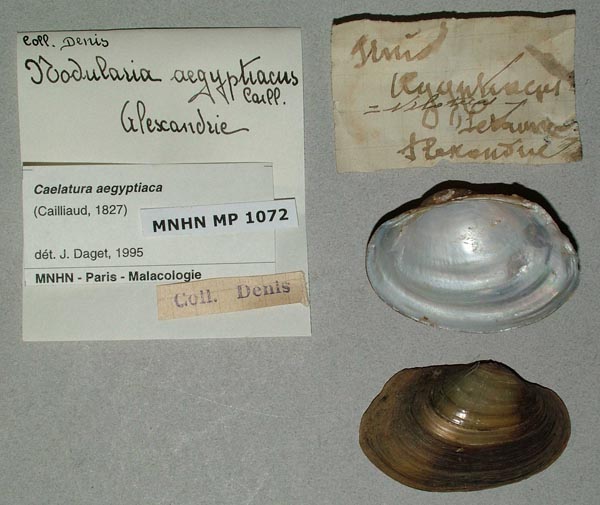 Coll. Denis
Nodularia aegyptiacus
Caill.
Alexandrie
Caelatura aegyptiaca
(Cailliaud, 1827)
MNHN MP 1072
dét. J. Daget, 1995
MNHN - Paris - Malacologie
Coll. Denis
Unio
Aegyptiacus
Alexandrie